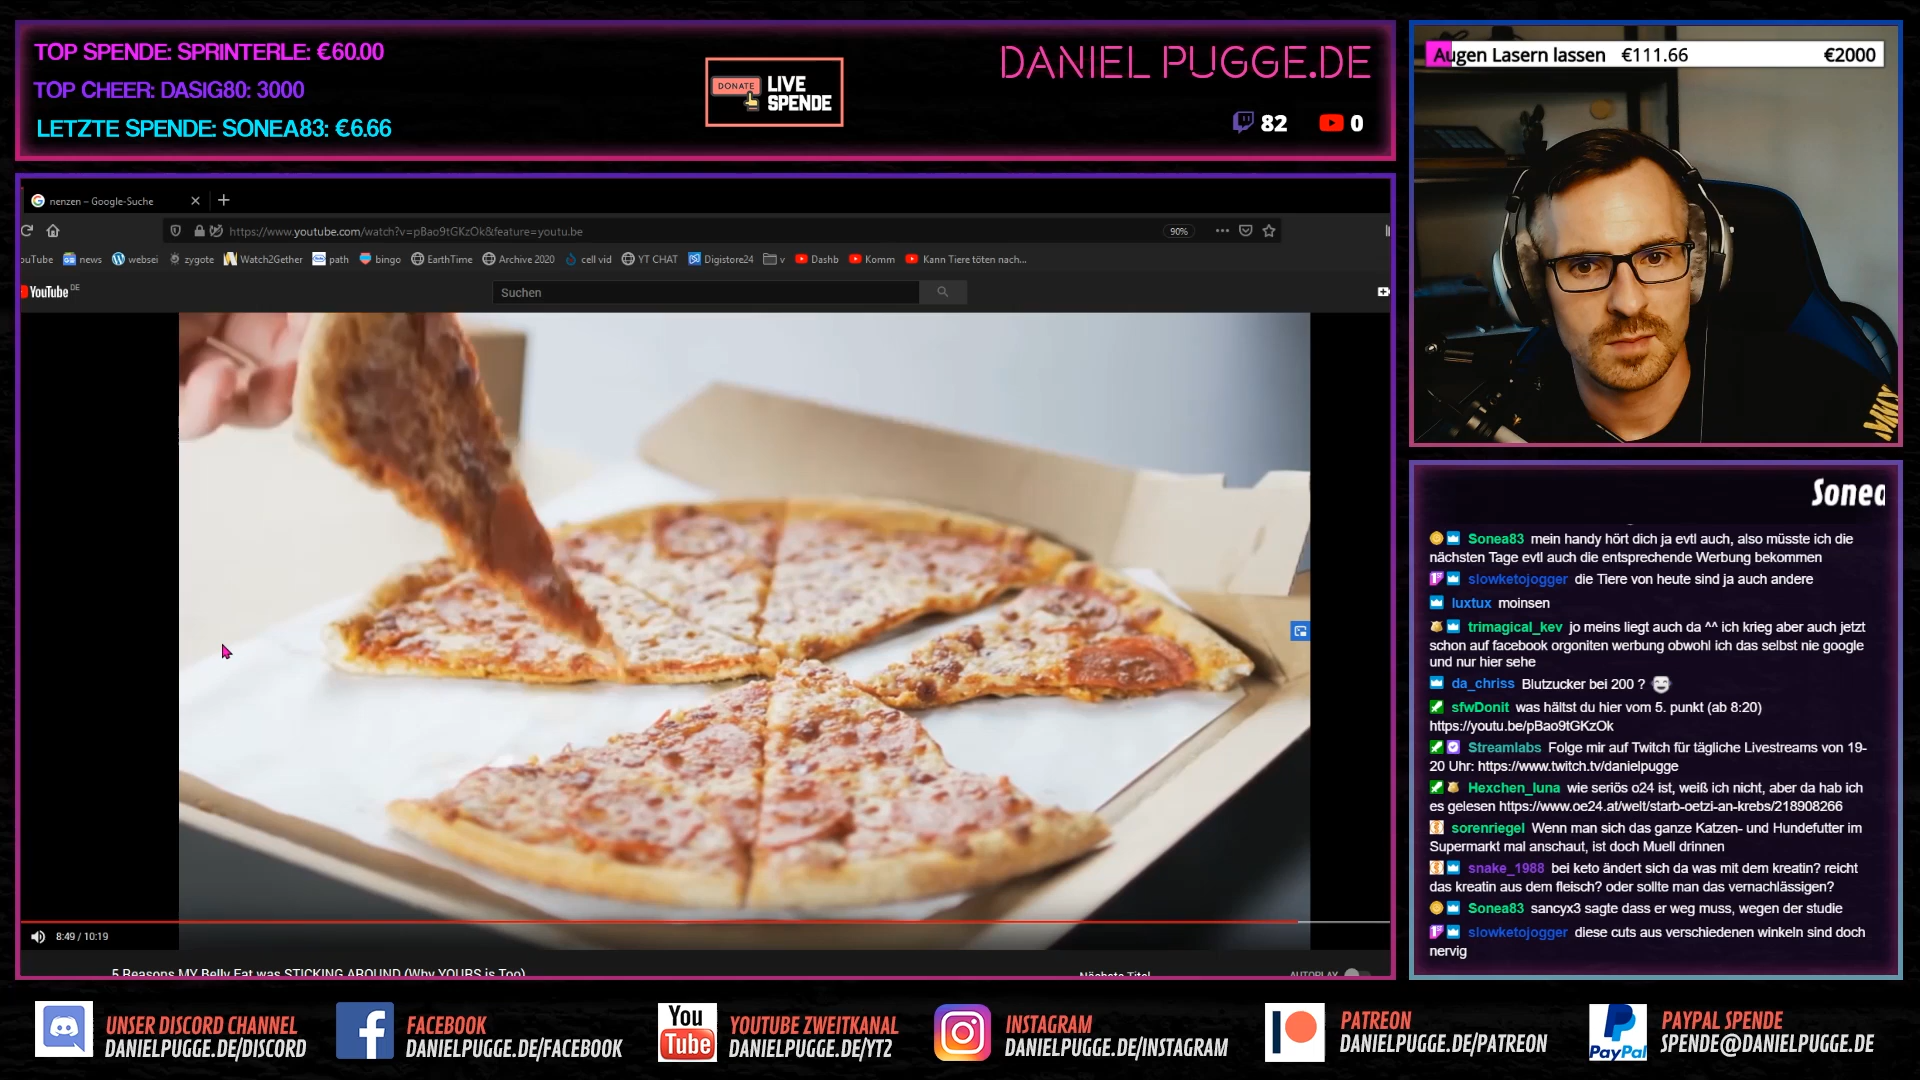 TOP SPENDE: SPRINTERLE: €60.00
TOP CHEER: DASIG80: 3000
LETZTE SPENDE: SONEA83: €6.66
DONATE
LIVE
SPENDE
DANIEL PUGGE.DE
82
0
Augen Lasern lassen €111.66 €2000
nenzen – Google-Suche
https://www.youtube.com/watch?v=pBao9tGKzOk&feature=youtu.be
90%
ouTube news websei zygote Watch2Gether path bingo EarthTime Archive 2020 cell vid YT CHAT Digistore24 v Dashb Komm Kann Tiere töten nach...
YouTube DE
Suchen
8:49 / 10:19
5 Reasons MY Belly Fat was STICKING AROUND (Why YOURS is Too)
Nächste Titel
AUTOPLAY
Sonea
Sonea83 mein handy hört dich ja evtl auch, also müsste ich die
nächsten Tage evtl auch die entsprechende Werbung bekommen
slowketojogger die Tiere von heute sind ja auch andere
luxtux moinsen
trimagical_kev jo meins liegt auch da ^^ ich krieg aber auch jetzt
schon auf facebook orgoniten werbung obwohl ich das selbst nie google
und nur hier sehe
da_chriss Blutzucker bei 200 ?
sfwDonit was hältst du hier vom 5. punkt (ab 8:20)
https://youtu.be/pBao9tGKzOk
Streamlabs Folge mir auf Twitch für tägliche Livestreams von 19-
20 Uhr: https://www.twitch.tv/danielpugge
Hexchen_luna wie seriös o24 ist, weiß ich nicht, aber da hab ich
es gelesen https://www.oe24.at/welt/starb-oetzi-an-krebs/218908266
sorenriegel Wenn man sich das ganze Katzen- und Hundefutter im
Supermarkt mal anschaut, ist doch Muell drinnen
snake_1988 bei keto ändert sich da was mit dem kreatin? reicht
das kreatin aus dem fleisch? oder sollte man das vernachlässigen?
Sonea83 sancyx3 sagte dass er weg muss, wegen der studie
slowketojogger diese cuts aus verschiedenen winkeln sind doch
nervig
UNSER DISCORD CHANNEL
DANIELPUGGE.DE/DISCORD
FACEBOOK
DANIELPUGGE.DE/FACEBOOK
You
Tube
YOUTUBE ZWEITKANAL
DANIELPUGGE.DE/YT2
INSTAGRAM
DANIELPUGGE.DE/INSTAGRAM
PATREON
DANIELPUGGE.DE/PATREON
PayPal
PAYPAL SPENDE
SPENDE@DANIELPUGGE.DE